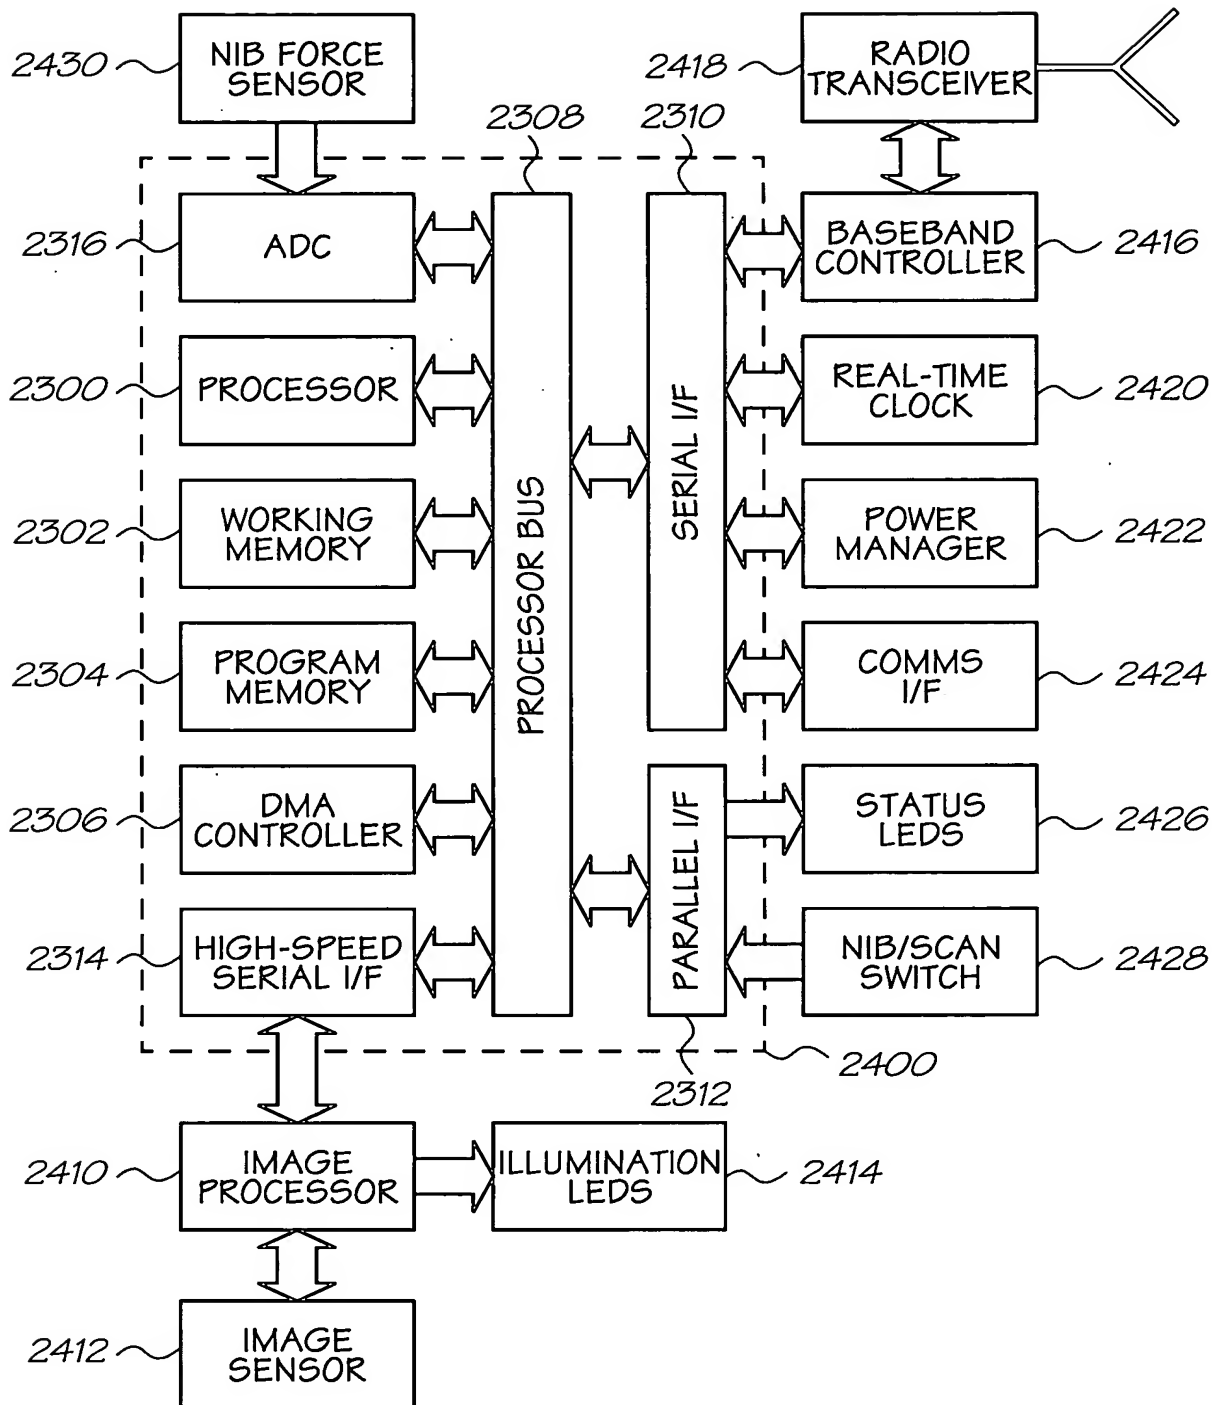 2430
NIB FORCE
SENSOR
2418
RADIO
TRANSCEIVER
2308
2310
2316
ADC
BASEBAND
CONTROLLER
2416
2300
PROCESSOR
REAL-TIME
CLOCK
2420
2302
WORKING
MEMORY
PROCESSOR BUS
SERIAL I/F
POWER
MANAGER
2422
2304
PROGRAM
MEMORY
COMMS
I/F
2424
2306
DMA
CONTROLLER
PARALLEL I/F
STATUS
LEDS
2426
2314
HIGH-SPEED
SERIAL I/F
NIB/SCAN
SWITCH
2428
2312
2400
2410
IMAGE
PROCESSOR
ILLUMINATION
LEDS
2414
2412
IMAGE
SENSOR